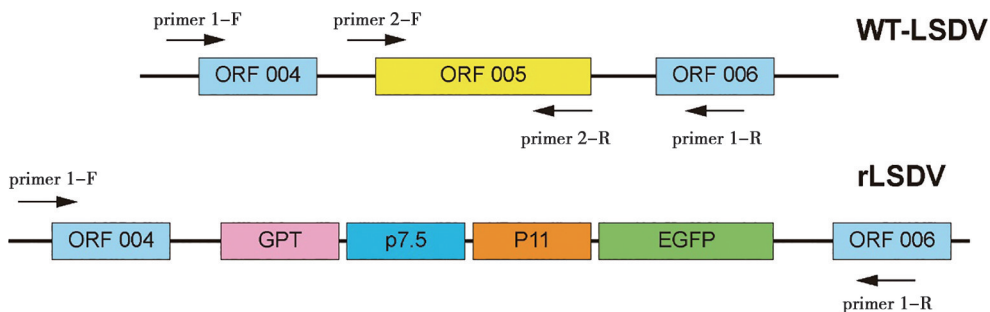 primer 1-F primer 2-F
WT-LSDV
ORF 004 ORF 005 ORF 006
primer 2-R primer 1-R
rLSDV
primer 1-F
ORF 004 GPT p7.5 P11 EGFP ORF 006
primer 1-R